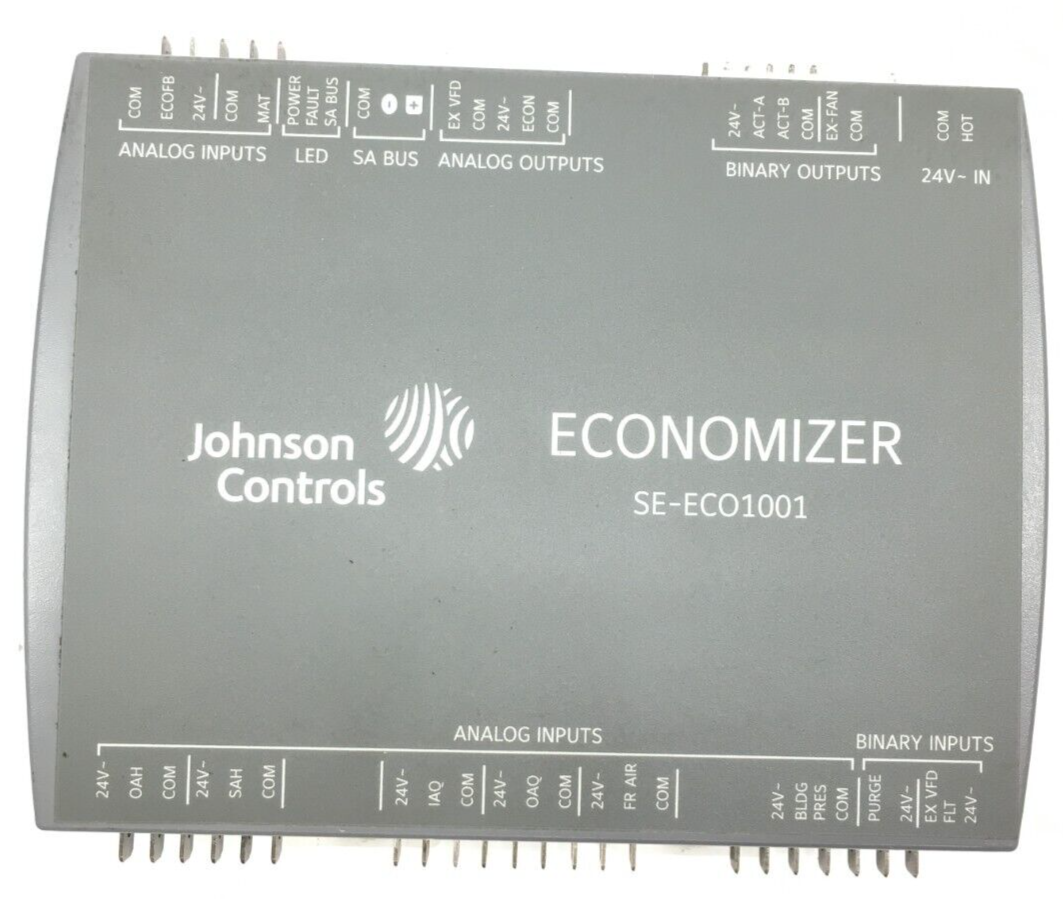 COM ECOFB 24V~ COM MAT POWER FAULT SA BUS COM - + EX VFD COM 24V~ ECON COM 24V~ ACT-A ACT-B COM EX-FAN COM COM HOT
ANALOG INPUTS LED SA BUS ANALOG OUTPUTS BINARY OUTPUTS 24V~ IN
Johnson
Controls
ECONOMIZER
SE-ECO1001
ANALOG INPUTS BINARY INPUTS
24V~ OAH COM 24V~ SAH COM 24V~ IAQ COM 24V~ OAQ COM 24V~ FR AIR COM 24V~ BLDG PRES COM PURGE 24V~ EX VFD FLT 24V~